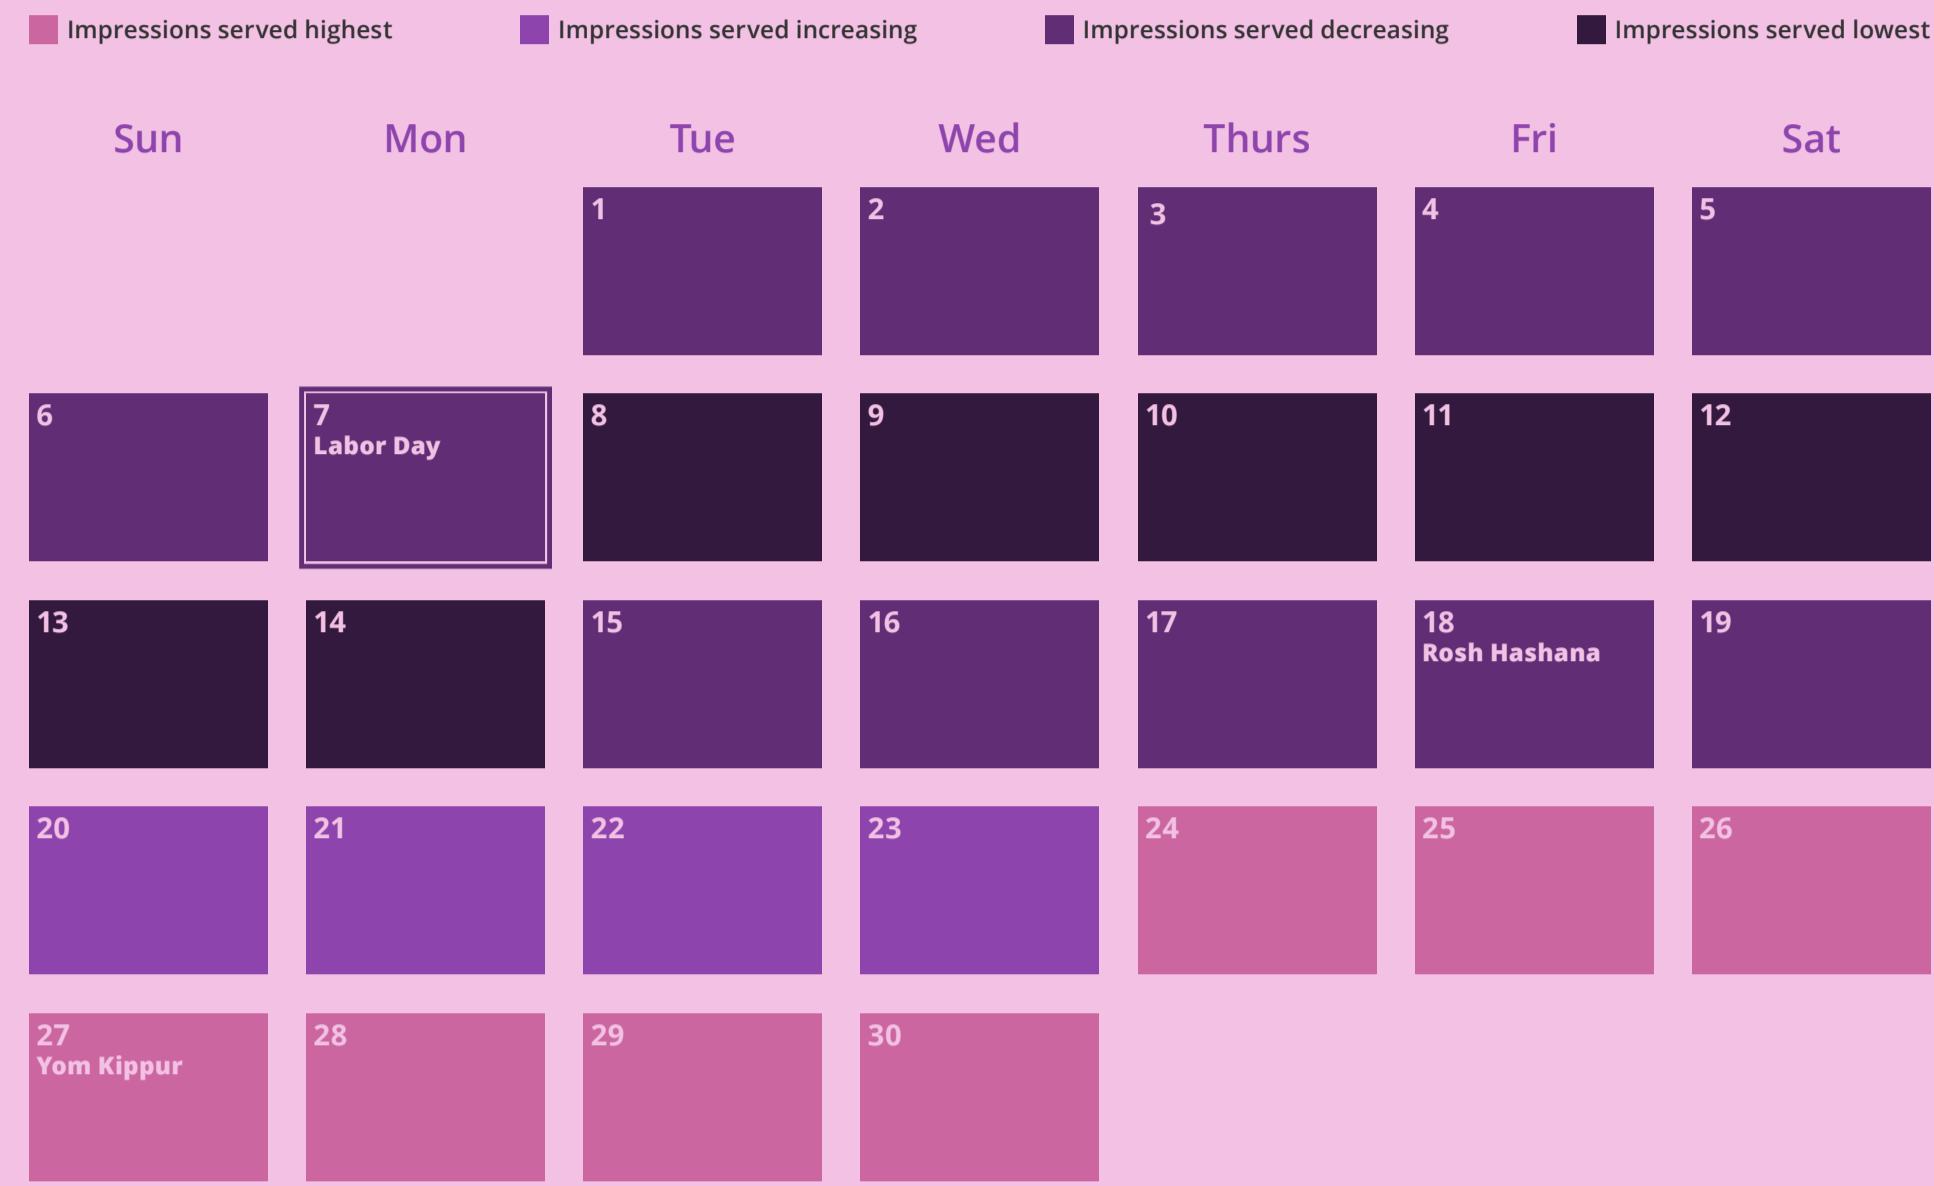 Impressions served highest Impressions served increasing Impressions served decreasing Impressions served lowest
Sun Mon Tue Wed Thurs Fri Sat
1 2 3 4 5
6 7 8 9 10 11 12
Labor Day
13 14 15 16 17 18 19
Rosh Hashana
20 21 22 23 24 25 26
27 28 29 30
Yom Kippur